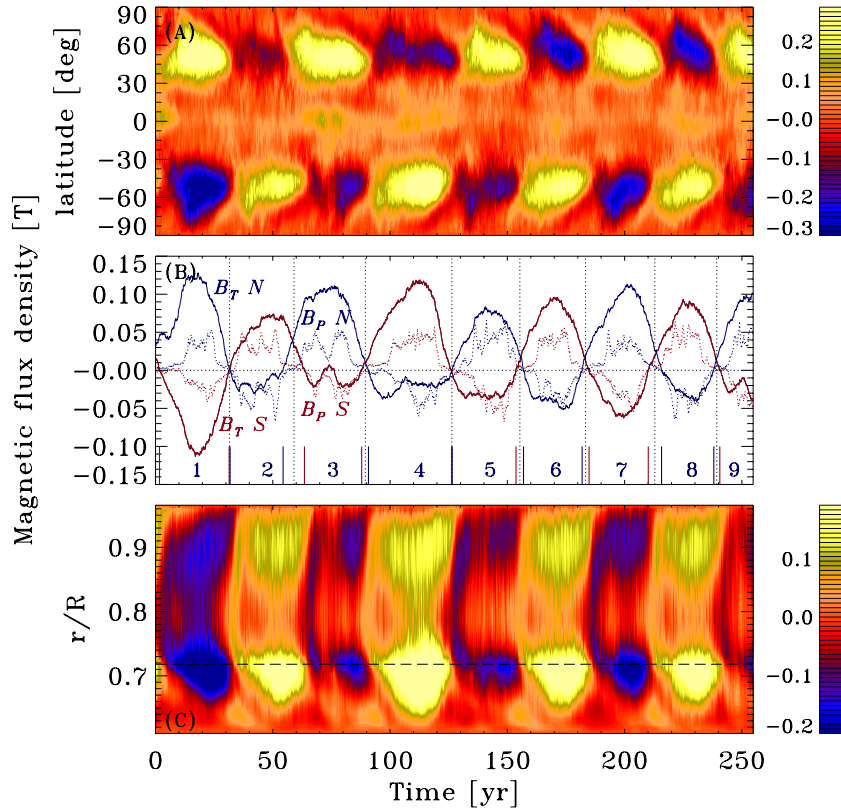 (A)
90
60
30
0
−30
−60
−90
latitude [deg]
0.2
0.1
-0.0
-0.1
-0.2
-0.3
Magnetic flux density [T]
(B)
0.15
0.10
0.05
−0.00
−0.05
−0.10
−0.15
B_T N
B_P N
B_T S
B_P S
1 2 3 4 5 6 7 8 9
(C)
0.9
0.8
0.7
r/R
0.1
0.0
-0.1
-0.2
0 50 100 150 200 250
Time [yr]